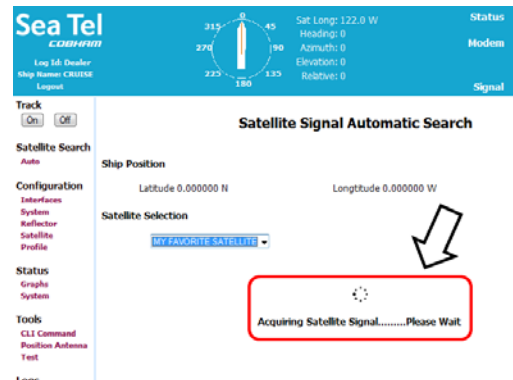 Sea Tel
COBHAM
Log Id: Dealer
Ship Name: CRUISE
Logout
0
45
90
135
180
225
270
315
Sat Long: 122.0 W
Heading: 0
Azimuth: 0
Elevation: 0
Relative: 0
Status
Modem
Signal
Track
On Off
Satellite Search
Auto
Configuration
Interfaces
System
Reflector
Satellite
Profile
Status
Graphs
System
Tools
CLI Command
Position Antenna
Test
Logs
Satellite Signal Automatic Search
Ship Position
Latitude 0.000000 N Longtitude 0.000000 W
Satellite Selection
MY FAVORITE SATELLITE
Acquiring Satellite Signal.........Please Wait